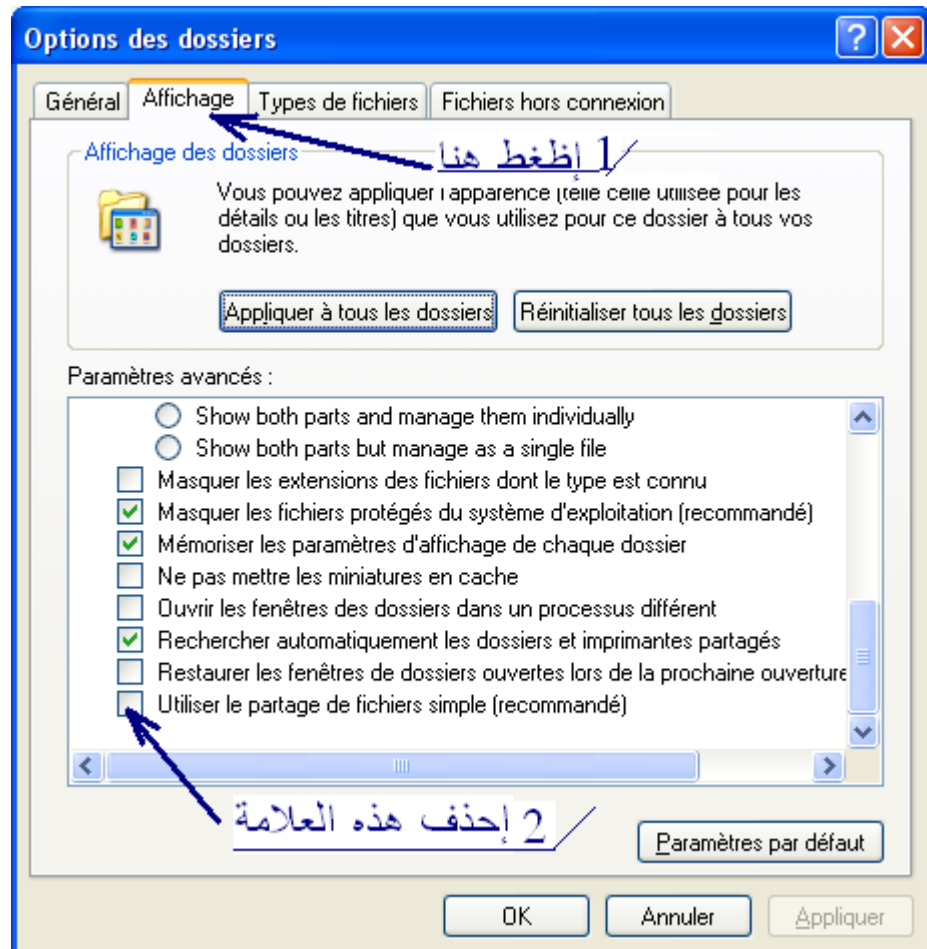 Options des dossiers
Général
Affichage
Types de fichiers
Fichiers hors connexion
1 إظغط هنا
Affichage des dossiers
Vous pouvez appliquer l'apparence (telle celle utilisée pour les
détails ou les titres) que vous utilisez pour ce dossier à tous vos
dossiers.
Appliquer à tous les dossiers
Réinitialiser tous les dossiers
Paramètres avancés :
Show both parts and manage them individually
Show both parts but manage as a single file
Masquer les extensions des fichiers dont le type est connu
Masquer les fichiers protégés du système d'exploitation (recommandé)
Mémoriser les paramètres d'affichage de chaque dossier
Ne pas mettre les miniatures en cache
Ouvrir les fenêtres des dossiers dans un processus différent
Rechercher automatiquement les dossiers et imprimantes partagés
Restaurer les fenêtres de dossiers ouvertes lors de la prochaine ouverture
Utiliser le partage de fichiers simple (recommandé)
2 إحذف هذه العلامة
Paramètres par défaut
OK
Annuler
Appliquer